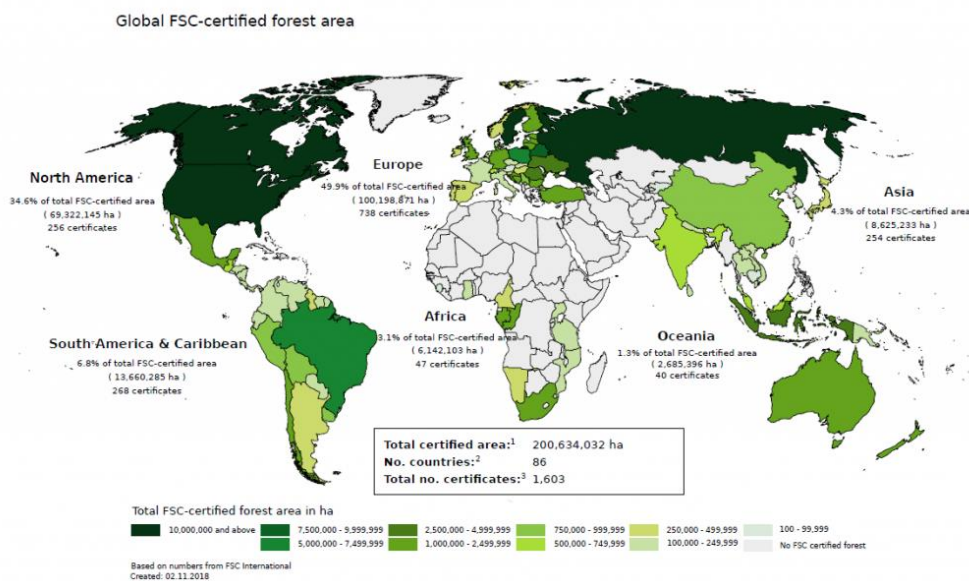 Global FSC-certified forest area
North America
34.6% of total FSC-certified area
( 69,322,145 ha )
256 certificates
Europe
49.9% of total FSC-certified area
( 100,198,871 ha )
738 certificates
Asia
4.3% of total FSC-certified area
( 8,625,233 ha )
254 certificates
South America & Caribbean
6.8% of total FSC-certified area
( 13,660,285 ha )
268 certificates
Africa
3.1% of total FSC-certified area
( 6,142,103 ha )
47 certificates
Oceania
1.3% of total FSC-certified area
( 2,685,396 ha )
40 certificates
Total certified area:¹ 200,634,032 ha
No. countries:² 86
Total no. certificates:³ 1,603
Total FSC-certified forest area in ha
10,000,000 and above 7,500,000 - 9,999,999 2,500,000 - 4,999,999 750,000 - 999,999 250,000 - 499,999 100 - 99,999
5,000,000 - 7,499,999 1,000,000 - 2,499,999 500,000 - 749,999 100,000 - 249,999 No FSC certified forest
Based on numbers from FSC International
Created: 02.11.2018